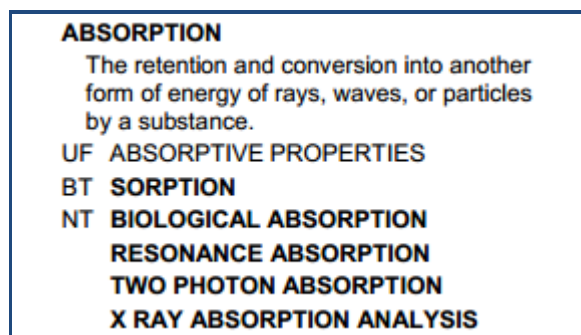 ABSORPTION
The retention and conversion into another
form of energy of rays, waves, or particles
by a substance.
UF ABSORPTIVE PROPERTIES
BT SORPTION
NT BIOLOGICAL ABSORPTION
RESONANCE ABSORPTION
TWO PHOTON ABSORPTION
X RAY ABSORPTION ANALYSIS